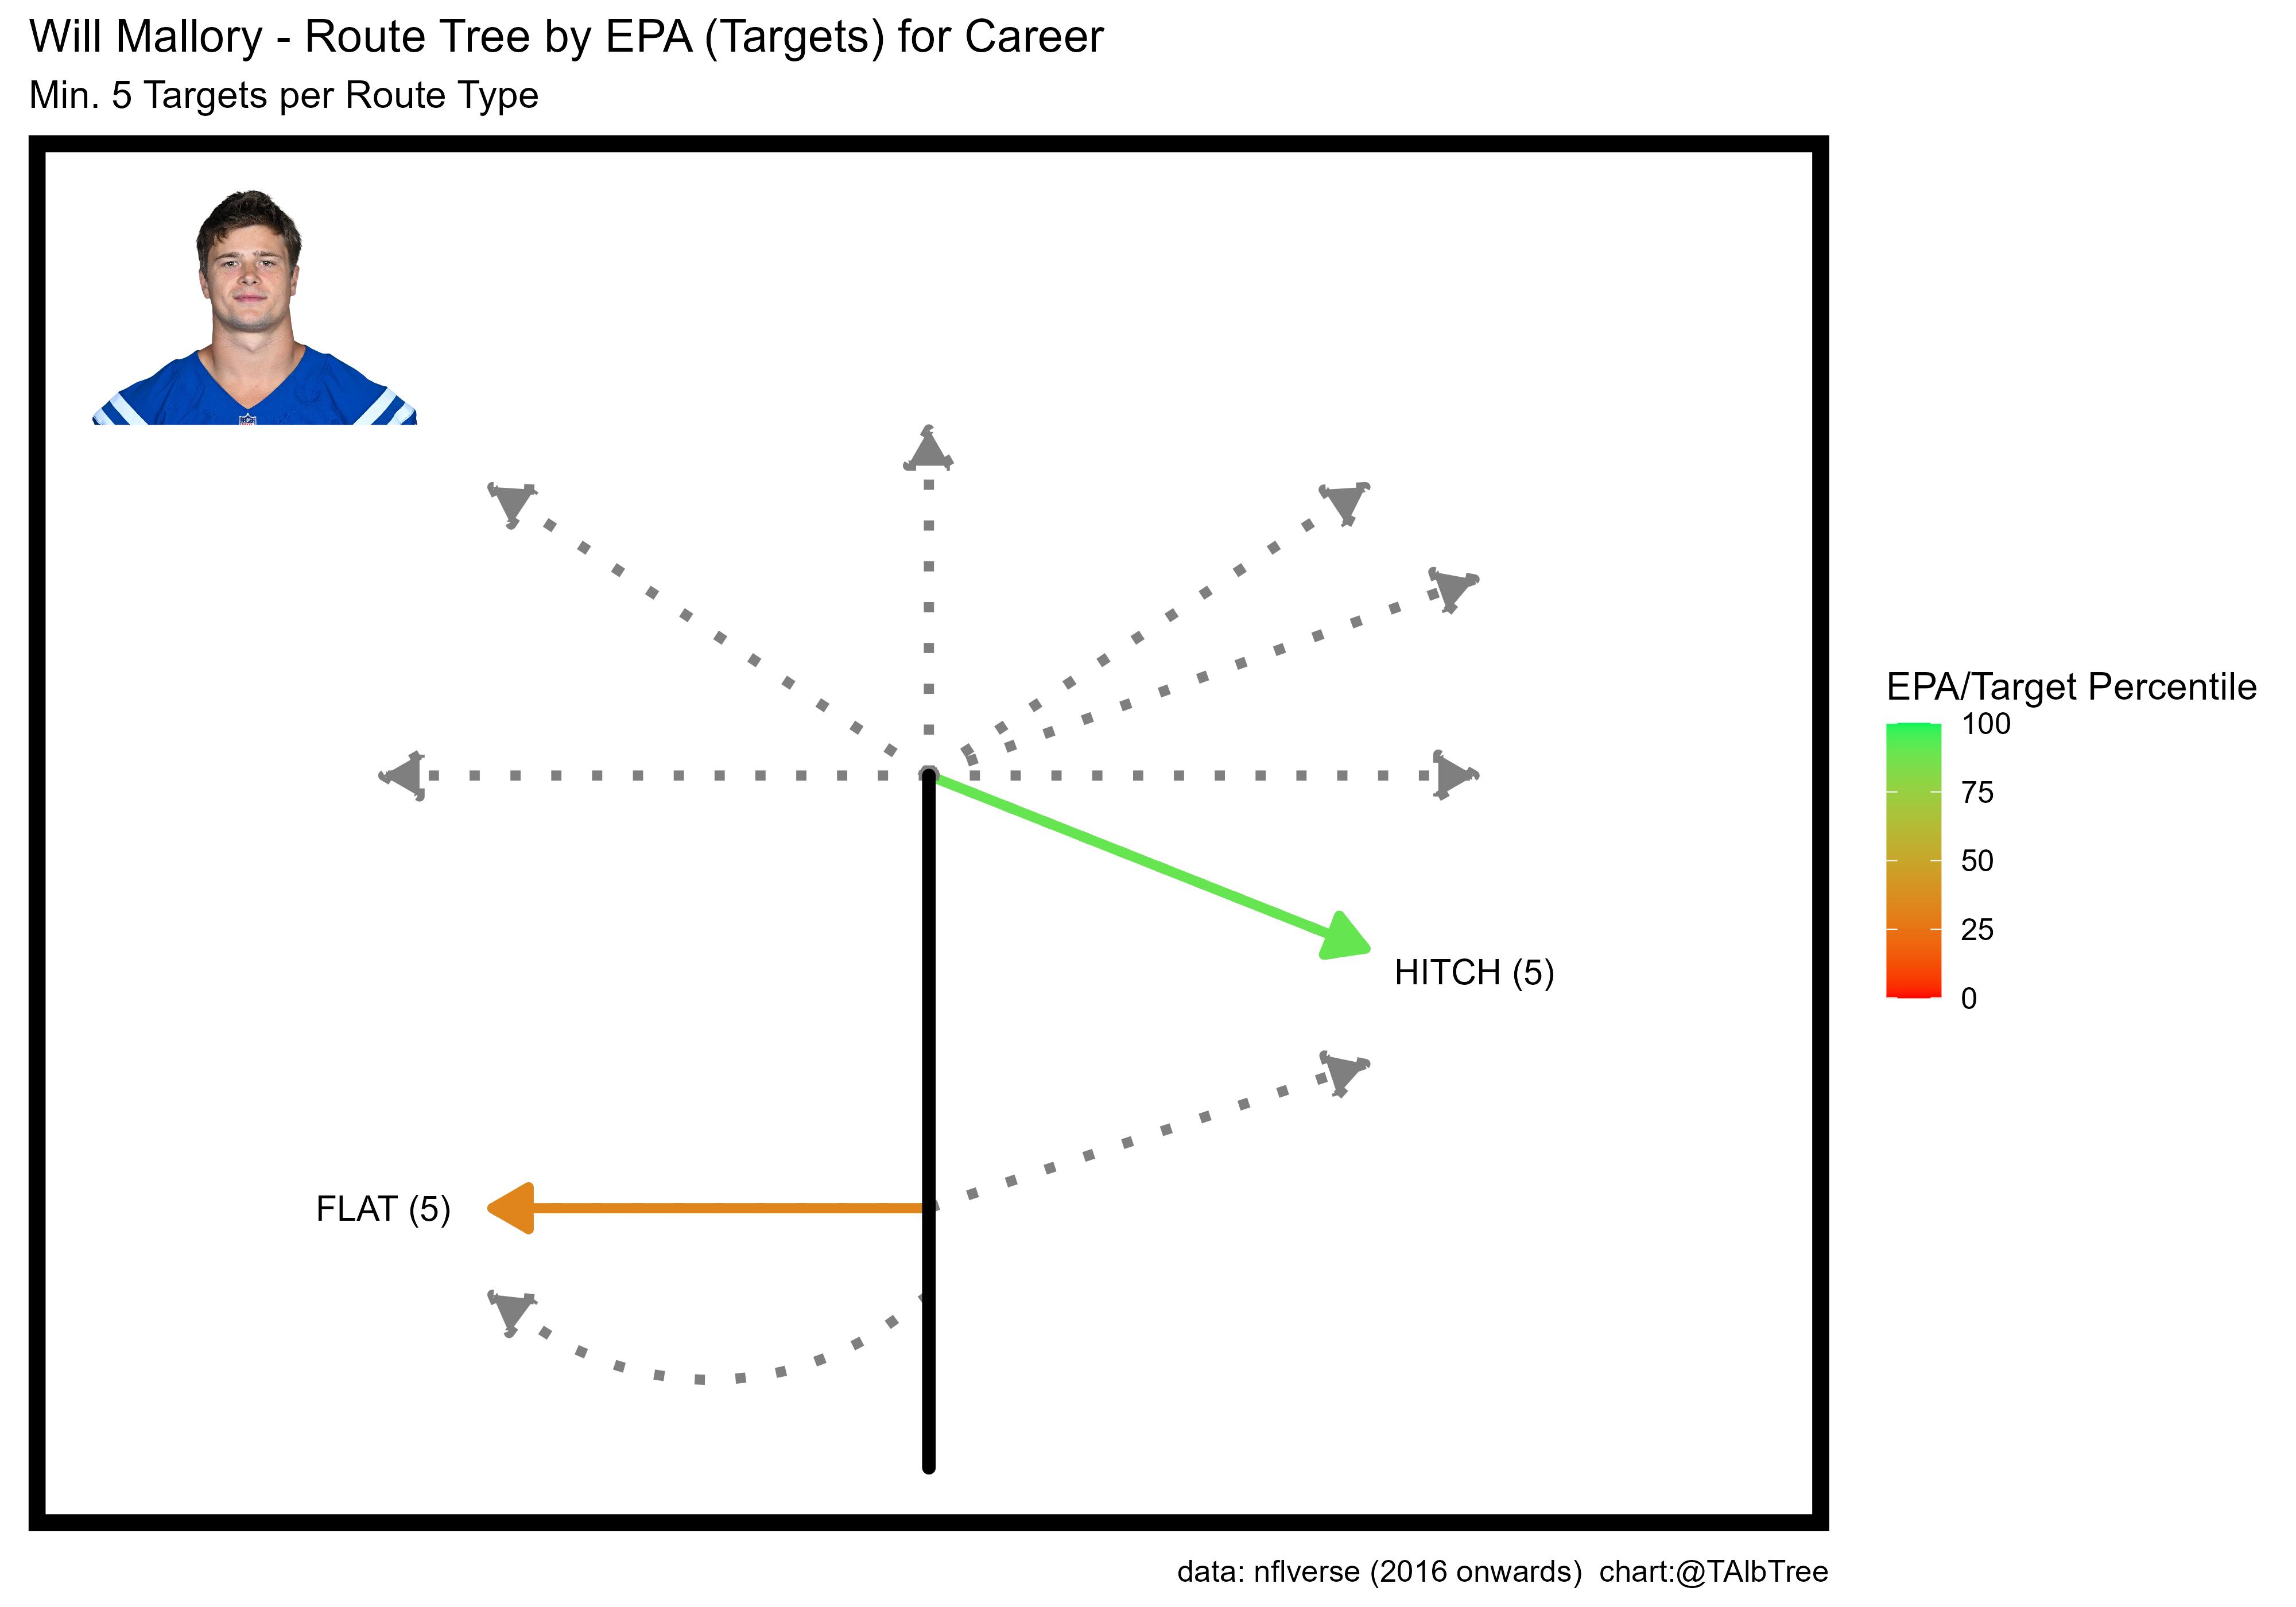 Will Mallory - Route Tree by EPA (Targets) for Career
Min. 5 Targets per Route Type
EPA/Target Percentile
100
75
50
25
0
HITCH (5)
FLAT (5)
data: nflverse (2016 onwards)  chart:@TAlbTree